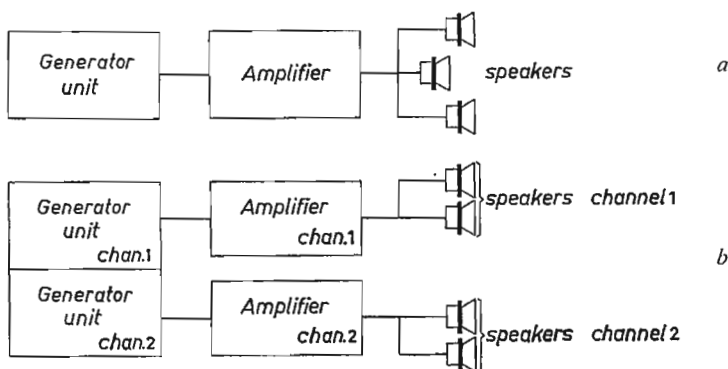 Generator
unit
Amplifier
speakers
a
Generator
unit
chan.1
Amplifier
chan.1
speakers channel 1
b
Generator
unit
chan.2
Amplifier
chan.2
speakers channel 2